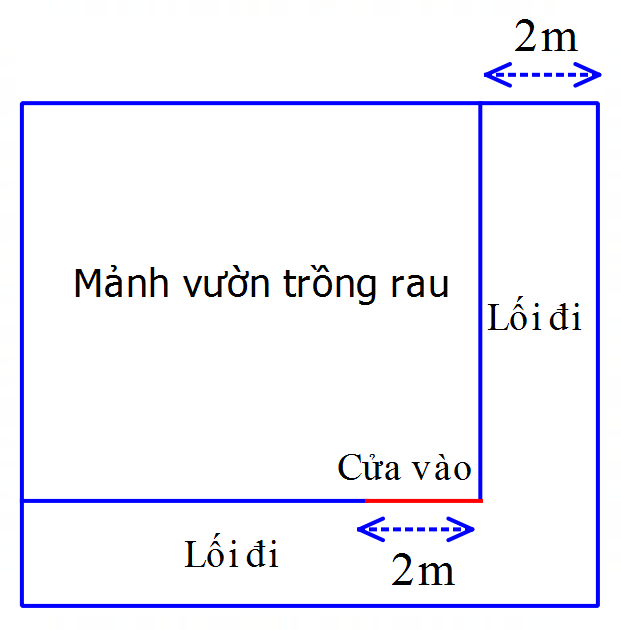 2m
Mảnh vườn trồng rau
Lối đi
Cửa vào
Lối đi
2m